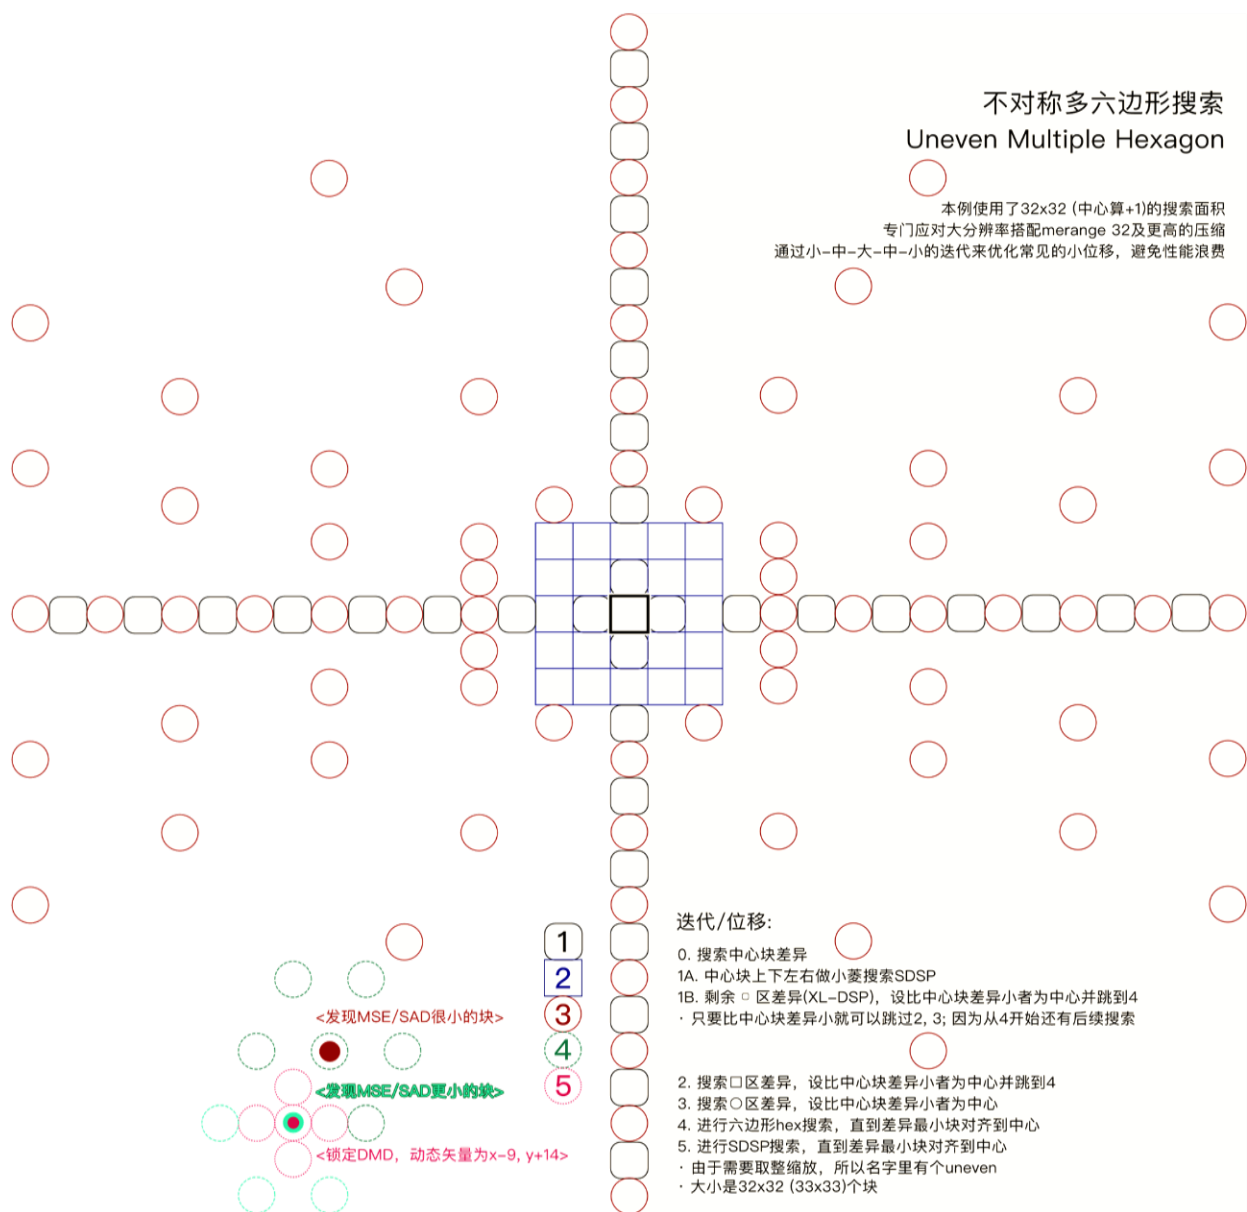 不对称多六边形搜索
Uneven Multiple Hexagon
本例使用了32x32 (中心算+1)的搜索面积
专门应对大分辨率搭配merange 32及更高的压缩
通过小-中-大-中-小的迭代来优化常见的小位移，避免性能浪费
迭代/位移:
0. 搜索中心块差异
1A. 中心块上下左右做小菱搜索SDSP
1B. 剩余 □ 区差异(XL-DSP)，设比中心块差异小者为中心并跳到4
· 只要比中心块差异小就可以跳过2, 3; 因为从4开始还有后续搜索
2. 搜索□区差异，设比中心块差异小者为中心并跳到4
3. 搜索○区差异，设比中心块差异小者为中心
4. 进行六边形hex搜索，直到差异最小块对齐到中心
5. 进行SDSP搜索，直到差异最小块对齐到中心
· 由于需要取整缩放，所以名字里有个uneven
· 大小是32x32 (33x33)个块
1
2
3
4
5
<发现MSE/SAD很小的块>
<发现MSE/SAD更小的块>
<锁定DMD，动态矢量为x-9, y+14>